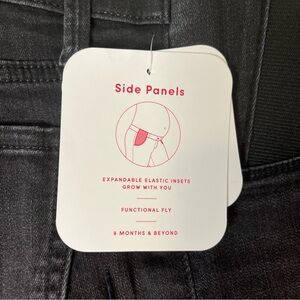 Side Panels
EXPANDABLE ELASTIC INSETS
GROW WITH YOU
FUNCTIONAL FLY
9 MONTHS & BEYOND